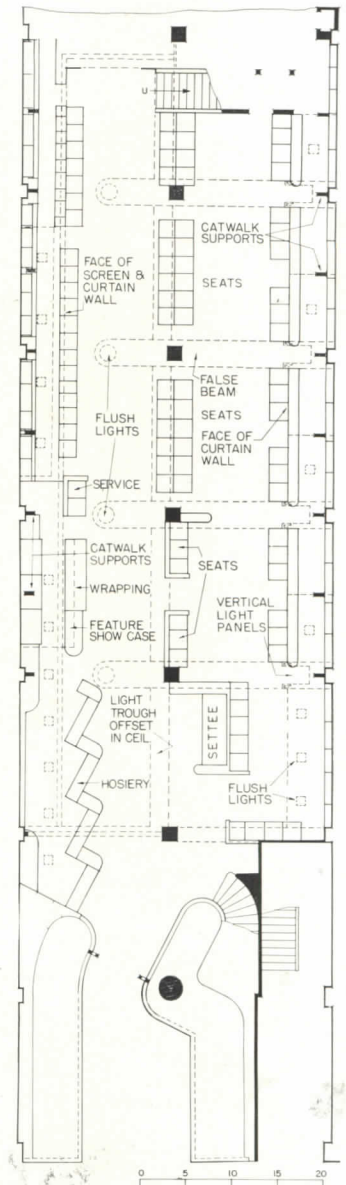 U
CATWALK
SUPPORTS
FACE OF
SCREEN &
CURTAIN
WALL
SEATS
FALSE
BEAM
SEATS
FLUSH
LIGHTS
FACE OF
CURTAIN
WALL
SERVICE
CATWALK
SUPPORTS
SEATS
WRAPPING
VERTICAL
LIGHT
PANELS
FEATURE
SHOW CASE
LIGHT
TROUGH
OFFSET
IN CEIL
SETTEE
HOSIERY
FLUSH
LIGHTS
0 5 10 15 20